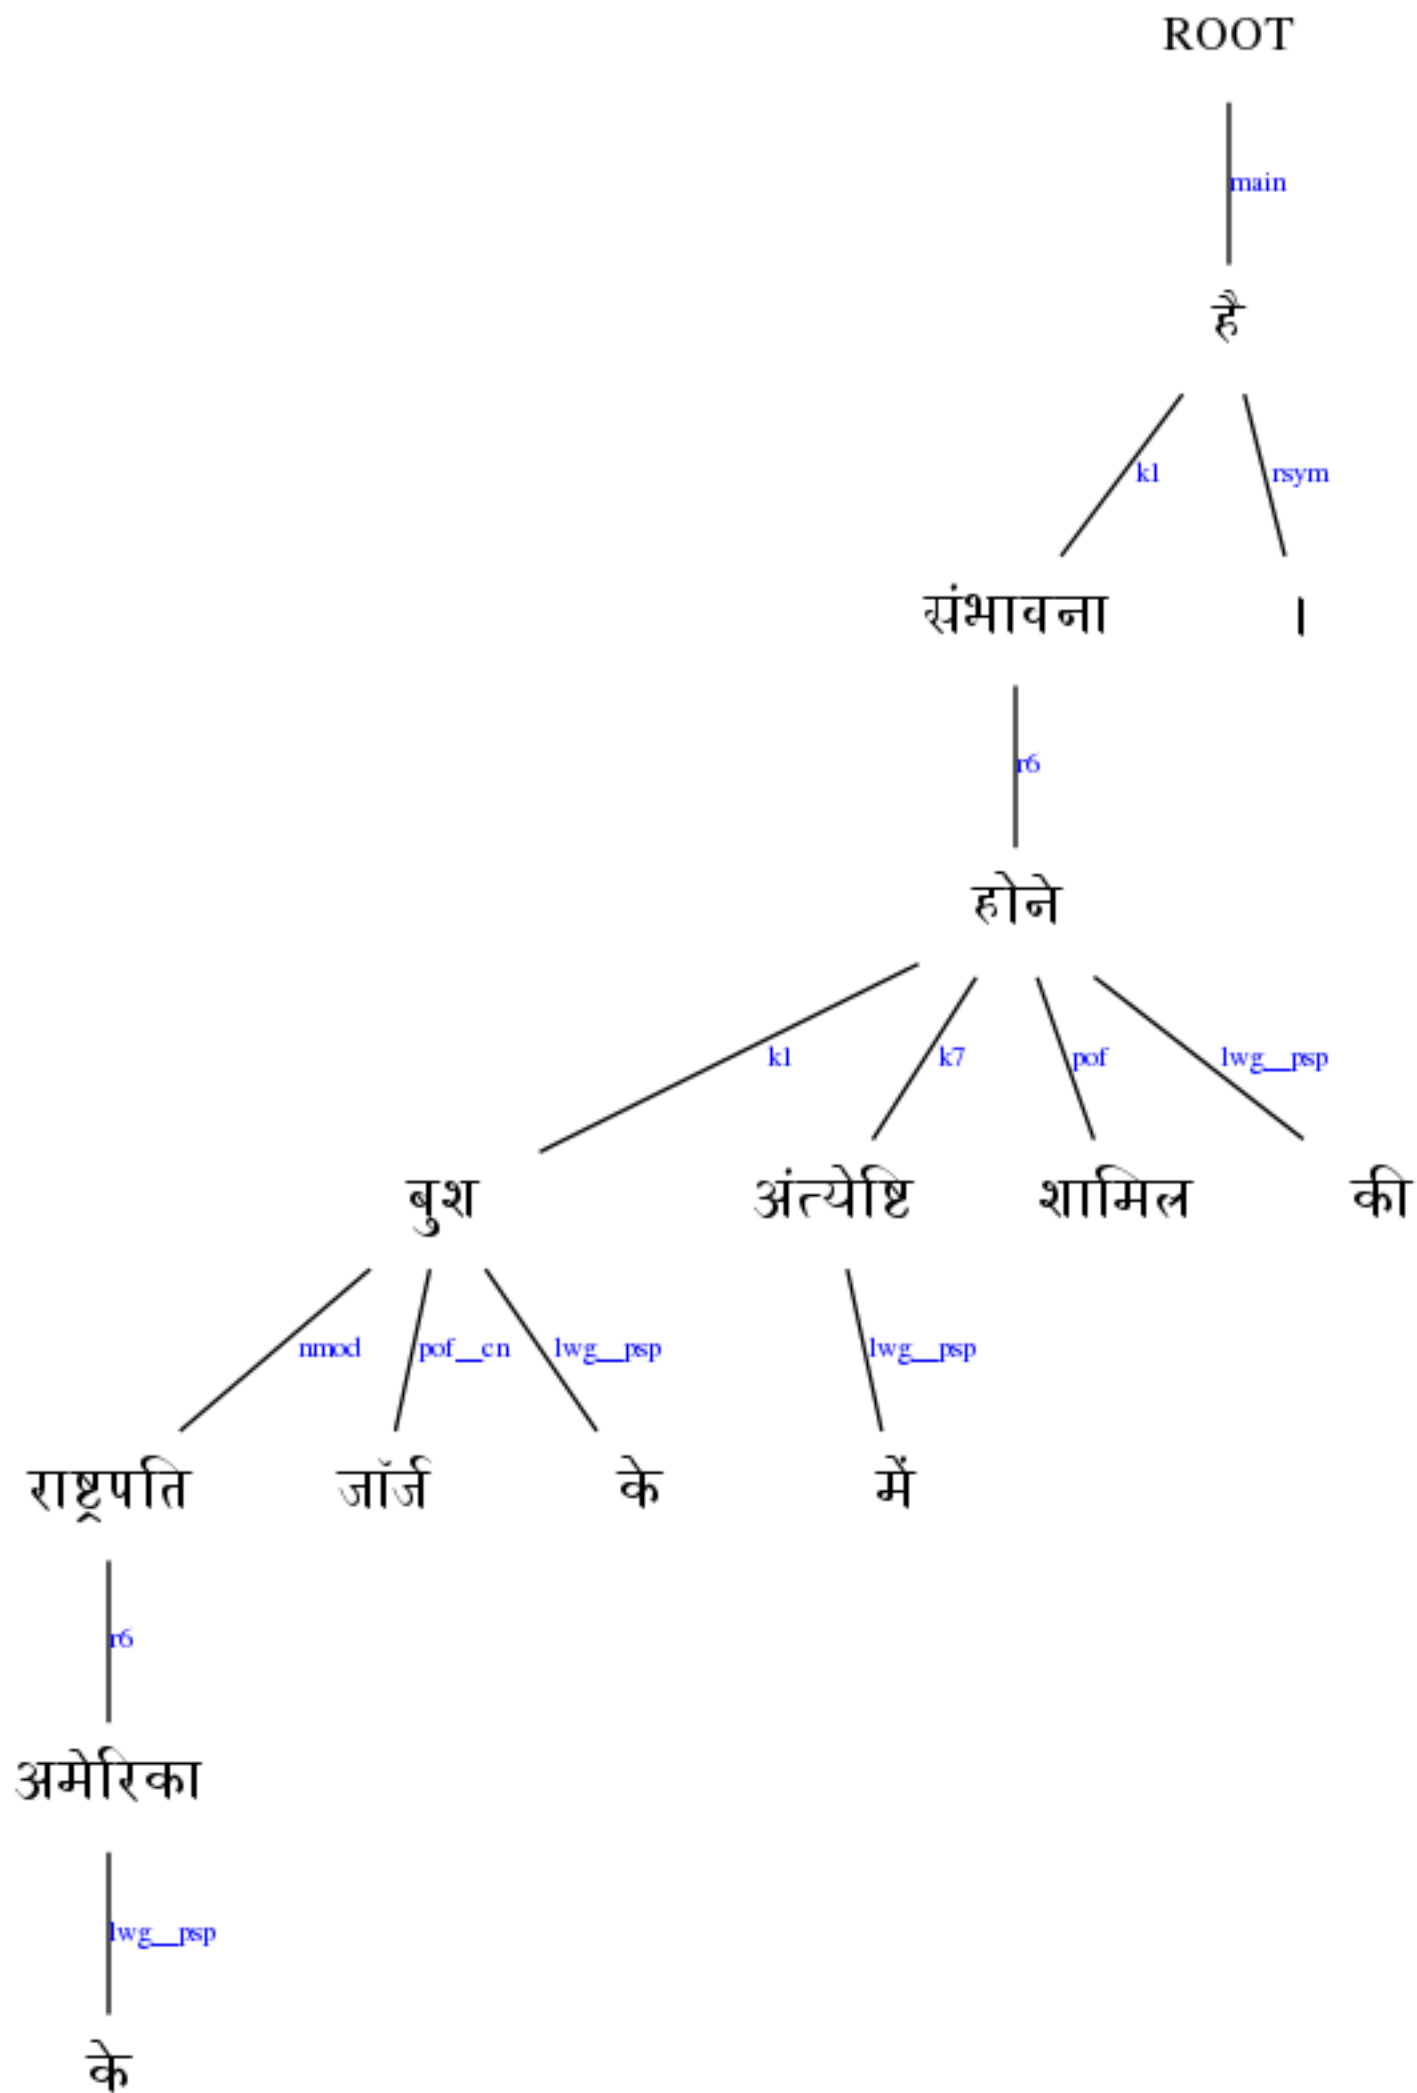 ROOT
main
है
k1 rsym
संभावना ।
r6
होने
k1 k7 pof lwg__psp
बुश अंत्येष्टि शामिल की
nmod pof__cn lwg__psp lwg__psp
राष्ट्रपति जॉर्ज के में
r6
अमेरिका
lwg__psp
के